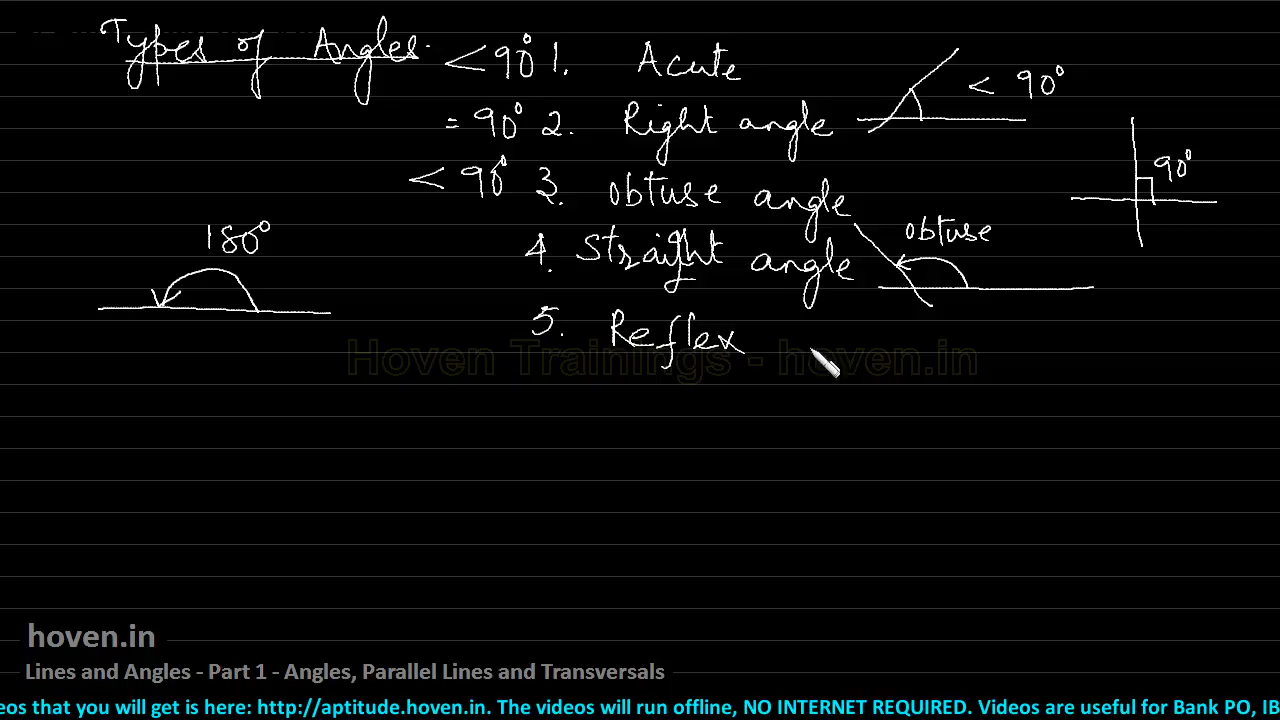 Types of Angles.
<90° 1. Acute
< 90°
= 90° 2. Right angle
90°
< 90° 3. Obtuse angle
obtuse
180°
4. Straight angle
5. Reflex
Hoven Trainings - hoven.in
hoven.in
Lines and Angles - Part 1 - Angles, Parallel Lines and Transversals
eos that you will get is here: http://aptitude.hoven.in. The videos will run offline, NO INTERNET REQUIRED. Videos are useful for Bank PO, IB